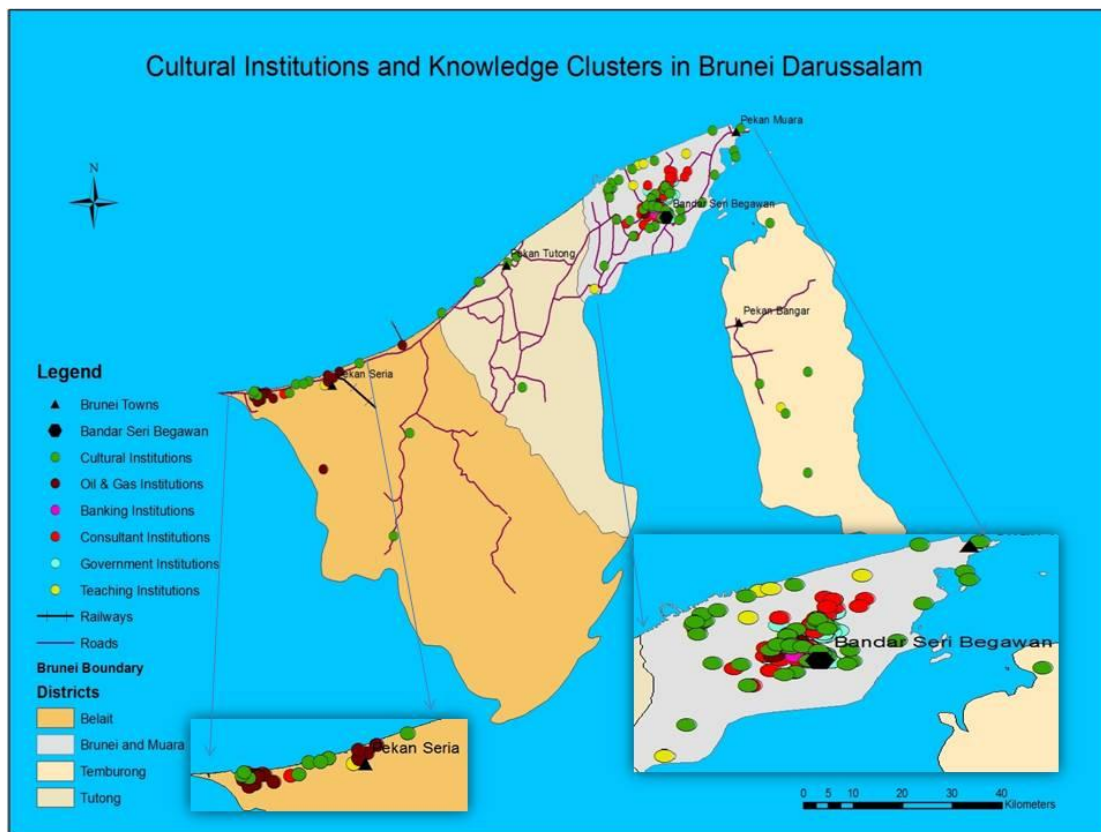 Cultural Institutions and Knowledge Clusters in Brunei Darussalam
N
Pekan Muara
Bandar Seri Begawan
Pekan Tutong
Pekan Bangar
Pekan Seria
Legend
Brunei Towns
Bandar Seri Begawan
Cultural Institutions
Oil & Gas Institutions
Banking Institutions
Consultant Institutions
Government Institutions
Teaching Institutions
Railways
Roads
Brunei Boundary
Districts
Belait
Brunei and Muara
Temburong
Tutong
Pekan Seria
Bandar Seri Begawan
0 5 10 20 30 40
Kilometers